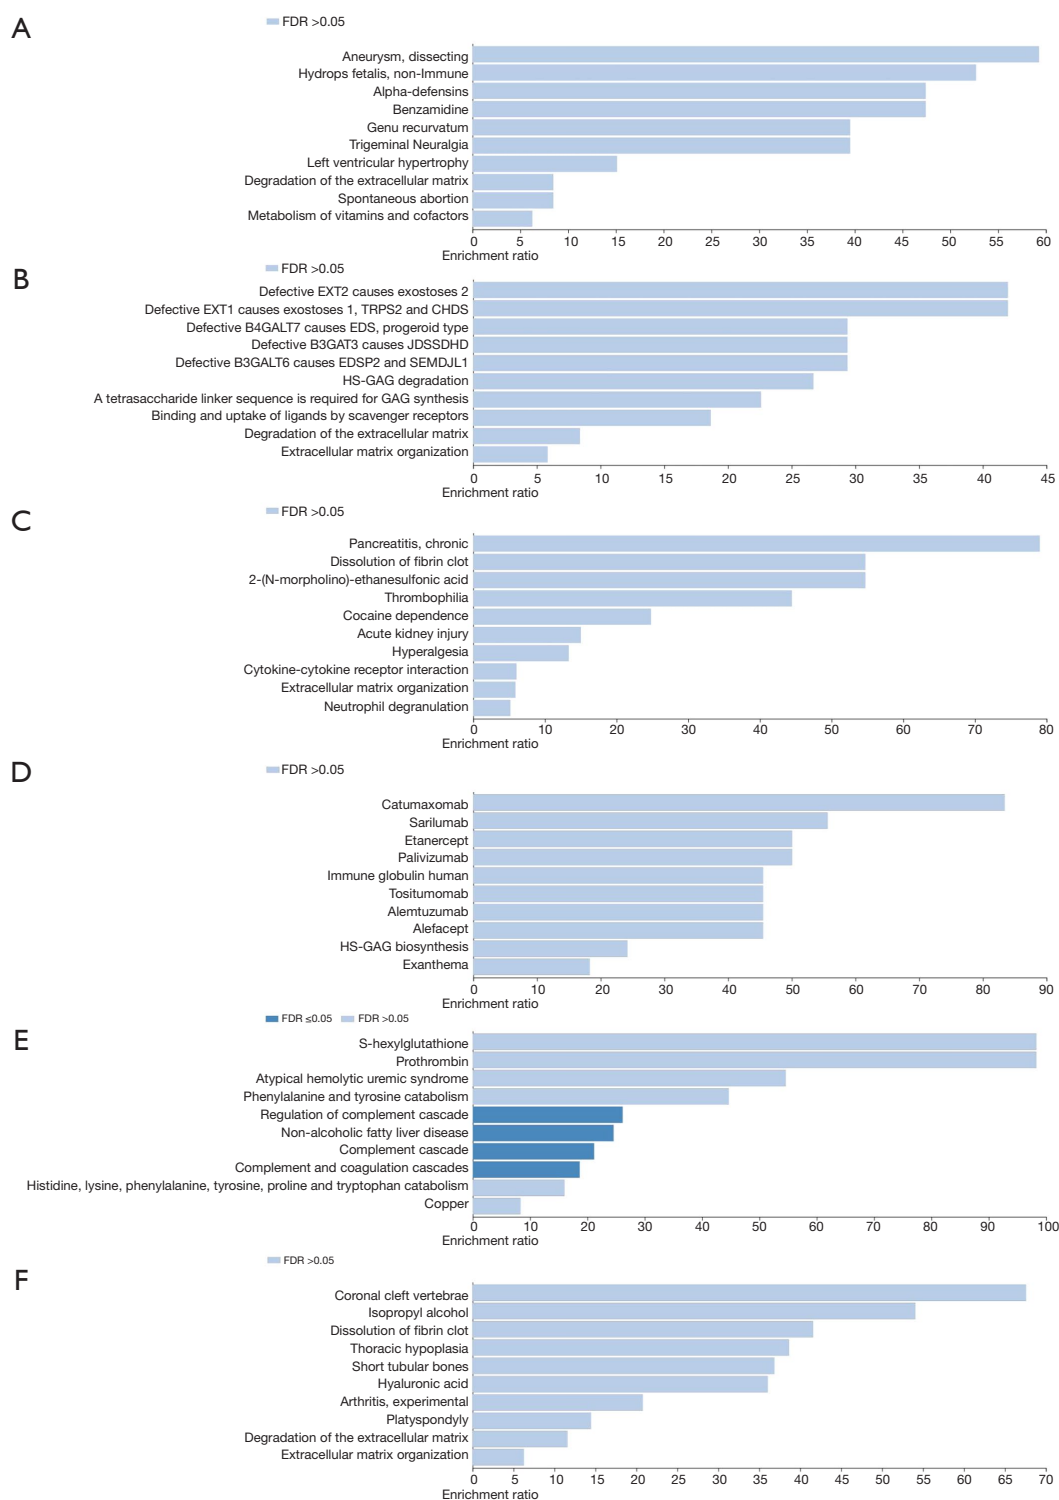 A
FDR >0.05
Aneurysm, dissecting
Hydrops fetalis, non-Immune
Alpha-defensins
Benzamidine
Genu recurvatum
Trigeminal Neuralgia
Left ventricular hypertrophy
Degradation of the extracellular matrix
Spontaneous abortion
Metabolism of vitamins and cofactors
0 5 10 15 20 25 30 35 40 45 50 55 60
Enrichment ratio
B
FDR >0.05
Defective EXT2 causes exostoses 2
Defective EXT1 causes exostoses 1, TRPS2 and CHDS
Defective B4GALT7 causes EDS, progeroid type
Defective B3GAT3 causes JDSSDHD
Defective B3GALT6 causes EDSP2 and SEMDJL1
HS-GAG degradation
A tetrasaccharide linker sequence is required for GAG synthesis
Binding and uptake of ligands by scavenger receptors
Degradation of the extracellular matrix
Extracellular matrix organization
0 5 10 15 20 25 30 35 40 45
Enrichment ratio
C
FDR >0.05
Pancreatitis, chronic
Dissolution of fibrin clot
2-(N-morpholino)-ethanesulfonic acid
Thrombophilia
Cocaine dependence
Acute kidney injury
Hyperalgesia
Cytokine-cytokine receptor interaction
Extracellular matrix organization
Neutrophil degranulation
0 10 20 30 40 50 60 70 80
Enrichment ratio
D
FDR >0.05
Catumaxomab
Sarilumab
Etanercept
Palivizumab
Immune globulin human
Tositumomab
Alemtuzumab
Alefacept
HS-GAG biosynthesis
Exanthema
0 10 20 30 40 50 60 70 80 90
Enrichment ratio
E
FDR ≤0.05 FDR >0.05
S-hexylglutathione
Prothrombin
Atypical hemolytic uremic syndrome
Phenylalanine and tyrosine catabolism
Regulation of complement cascade
Non-alcoholic fatty liver disease
Complement cascade
Complement and coagulation cascades
Histidine, lysine, phenylalanine, tyrosine, proline and tryptophan catabolism
Copper
0 10 20 30 40 50 60 70 80 90 100
Enrichment ratio
F
FDR >0.05
Coronal cleft vertebrae
Isopropyl alcohol
Dissolution of fibrin clot
Thoracic hypoplasia
Short tubular bones
Hyaluronic acid
Arthritis, experimental
Platyspondyly
Degradation of the extracellular matrix
Extracellular matrix organization
0 5 10 15 20 25 30 35 40 45 50 55 60 65 70
Enrichment ratio